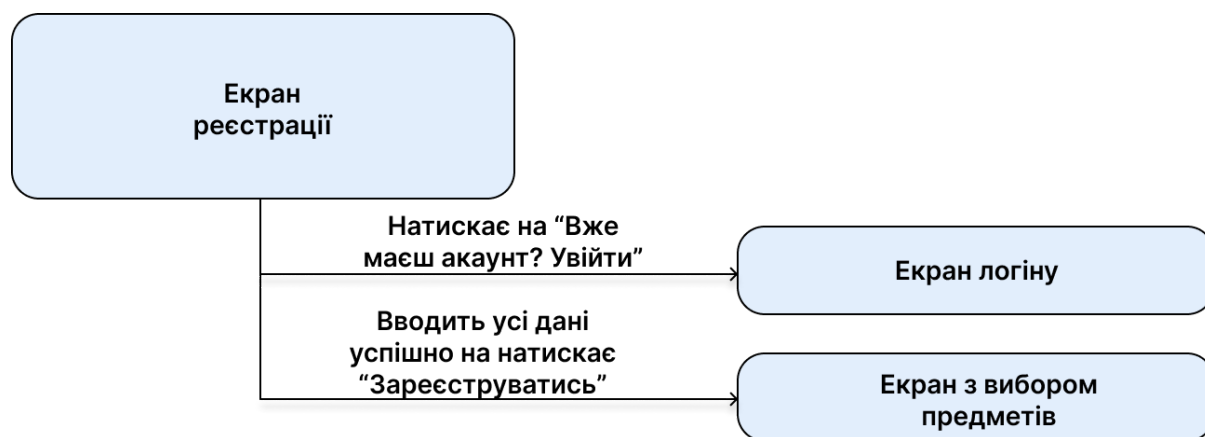 Екран
реєстрації
Натискає на “Вже
маєш акаунт? Увійти”
Екран логіну
Вводить усі дані
успішно на натискає
“Зареєструватись”
Екран з вибором
предметів